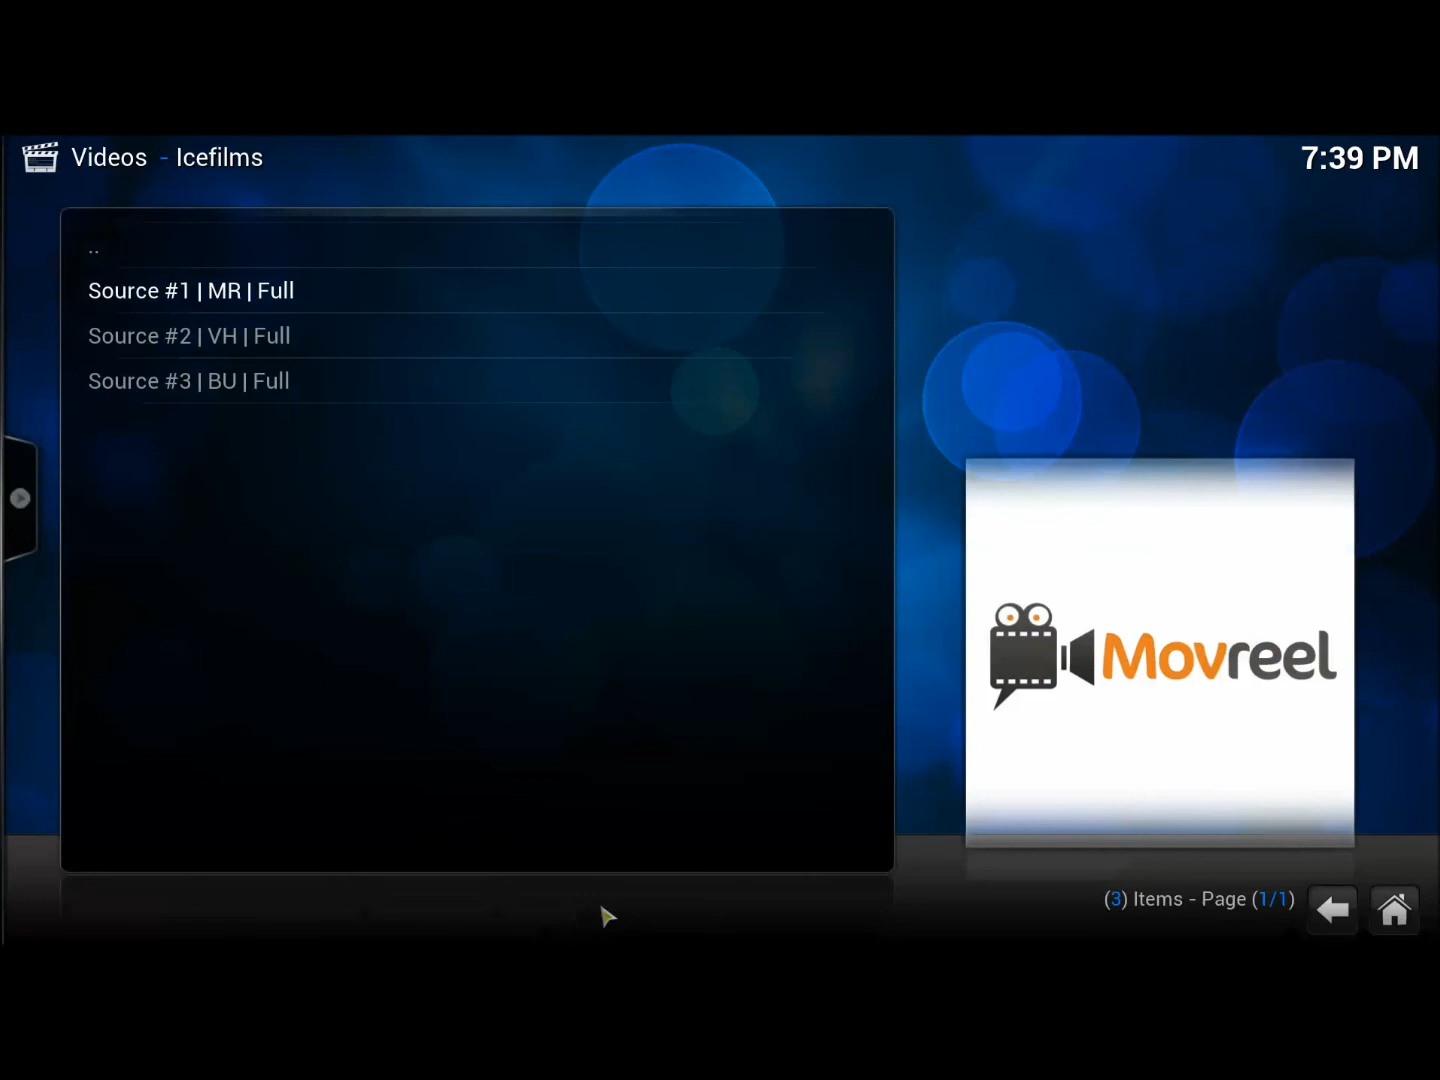 Videos - Icefilms
7:39 PM
..
Source #1 | MR | Full
Source #2 | VH | Full
Source #3 | BU | Full
Movreel
(3) Items - Page (1/1)